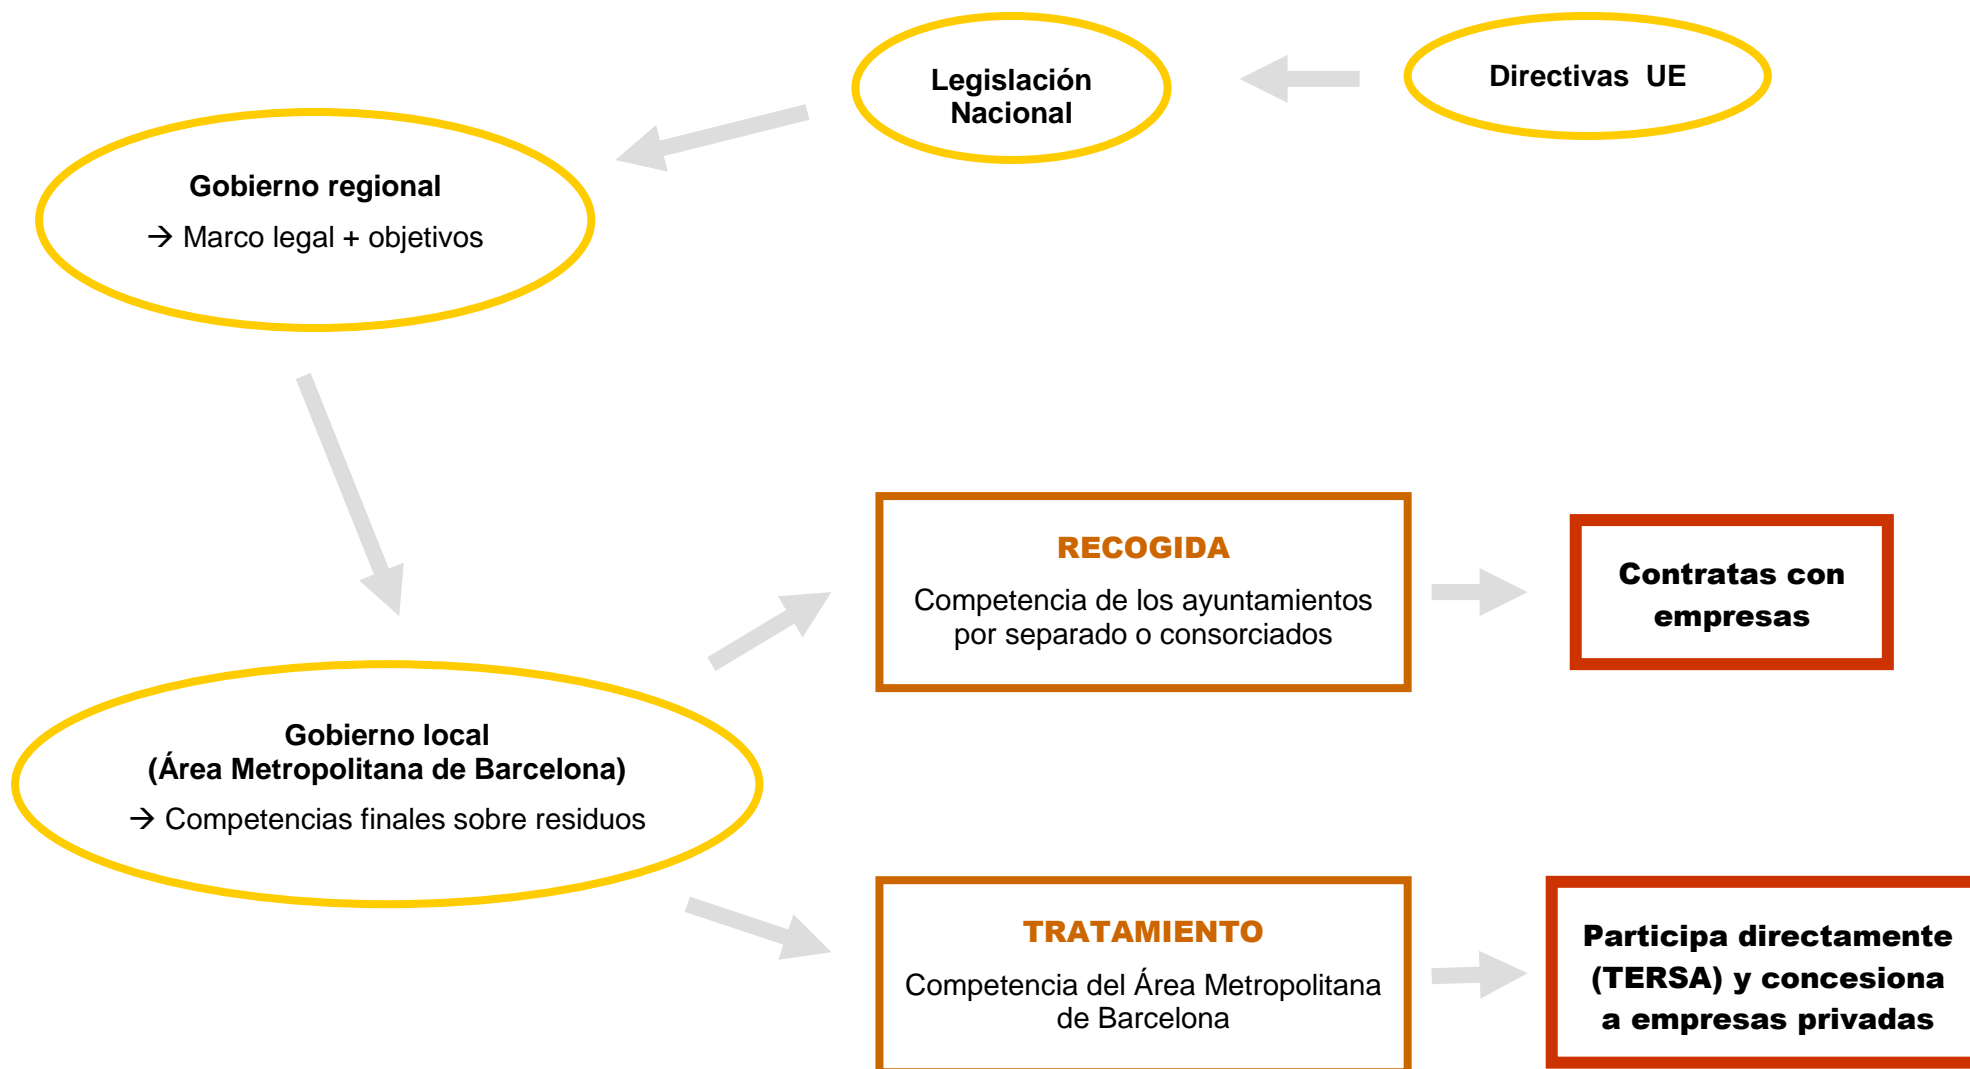 Directivas UE
Legislación
Nacional
Gobierno regional
→ Marco legal + objetivos
Gobierno local
(Área Metropolitana de Barcelona)
→ Competencias finales sobre residuos
RECOGIDA
Competencia de los ayuntamientos
por separado o consorciados
Contratas con
empresas
TRATAMIENTO
Competencia del Área Metropolitana
de Barcelona
Participa directamente
(TERSA) y concesiona
a empresas privadas